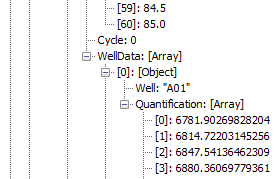 [59]: 84.5
[60]: 85.0
Cycle: 0
WellData: [Array]
[0]: [Object]
Well: "A01"
Quantification: [Array]
[0]: 6781.90269828204
[1]: 6814.72203145256
[2]: 6847.54136462309
[3]: 6880.36069779361